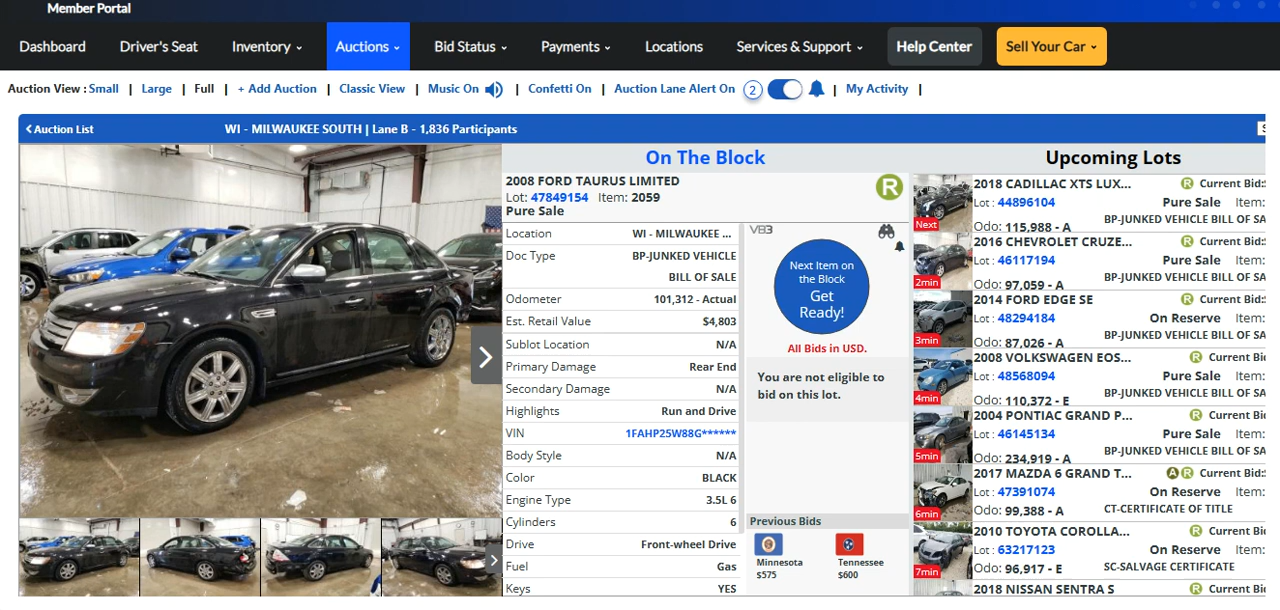 Member Portal
Dashboard Driver's Seat Inventory Auctions Bid Status Payments Locations Services & Support Help Center Sell Your Car
Auction View : Small | Large | Full | + Add Auction | Classic View | Music On | Confetti On | Auction Lane Alert On 2 | My Activity |
Auction List WI - MILWAUKEE SOUTH | Lane B - 1,836 Participants
On The Block
2008 FORD TAURUS LIMITED
Lot: 47849154 Item: 2059
Pure Sale
R
Location WI - MILWAUKEE ...
Doc Type BP-JUNKED VEHICLE
BILL OF SALE
Odometer 101,312 - Actual
Est. Retail Value $4,803
Sublot Location N/A
Primary Damage Rear End
Secondary Damage N/A
Highlights Run and Drive
VIN 1FAHP25W88G******
Body Style N/A
Color BLACK
Engine Type 3.5L 6
Cylinders 6
Drive Front-wheel Drive
Fuel Gas
Keys YES
VB3
Next Item on
the Block
Get
Ready!
All Bids in USD.
You are not eligible to
bid on this lot.
Previous Bids
Minnesota
$575
Tennessee
$600
Upcoming Lots
Next
2018 CADILLAC XTS LUX... R Current Bid:
Lot : 44896104 Pure Sale Item:
BP-JUNKED VEHICLE BILL OF SA
Odo: 115,988 - A
2min
2016 CHEVROLET CRUZE... R Current Bid:
Lot : 46117194 Pure Sale Item:
BP-JUNKED VEHICLE BILL OF SA
Odo: 97,059 - A
3min
2014 FORD EDGE SE R Current Bid:
Lot : 48294184 On Reserve Item:
BP-JUNKED VEHICLE BILL OF SA
Odo: 87,026 - A
4min
2008 VOLKSWAGEN EOS... R Current Bi
Lot : 48568094 Pure Sale Item:
BP-JUNKED VEHICLE BILL OF SA
Odo: 110,372 - E
5min
2004 PONTIAC GRAND P... R Current Bi
Lot : 46145134 Pure Sale Item:
BP-JUNKED VEHICLE BILL OF SA
Odo: 234,919 - A
6min
2017 MAZDA 6 GRAND T... A R Current Bid:
Lot : 47391074 On Reserve Item:
CT-CERTIFICATE OF TITLE
Odo: 99,388 - A
7min
2010 TOYOTA COROLLA... R Current Bid:
Lot : 63217123 On Reserve Item:
SC-SALVAGE CERTIFICATE
Odo: 96,917 - E
2018 NISSAN SENTRA S R Current Bi